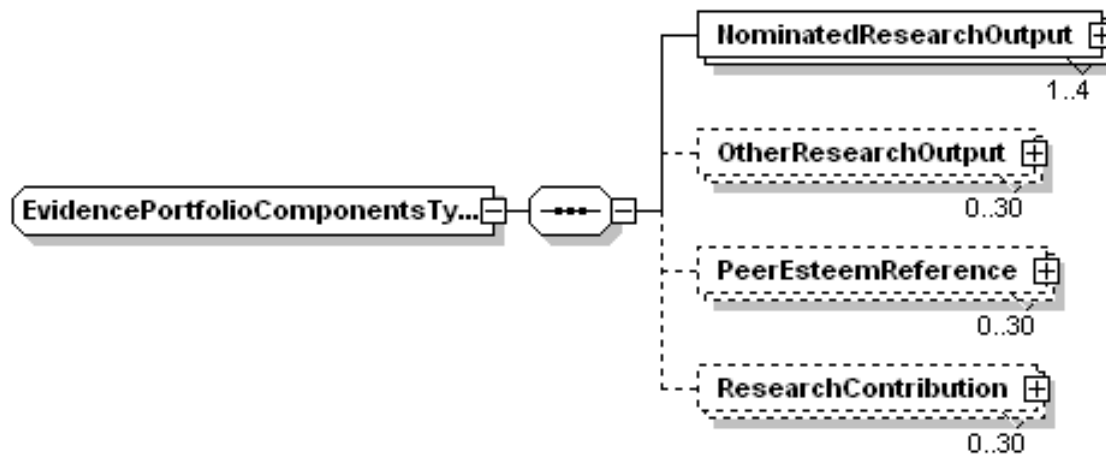 NominatedResearchOutput
1..4
OtherResearchOutput
0..30
EvidencePortfolioComponentsTy...
PeerEsteemReference
0..30
ResearchContribution
0..30